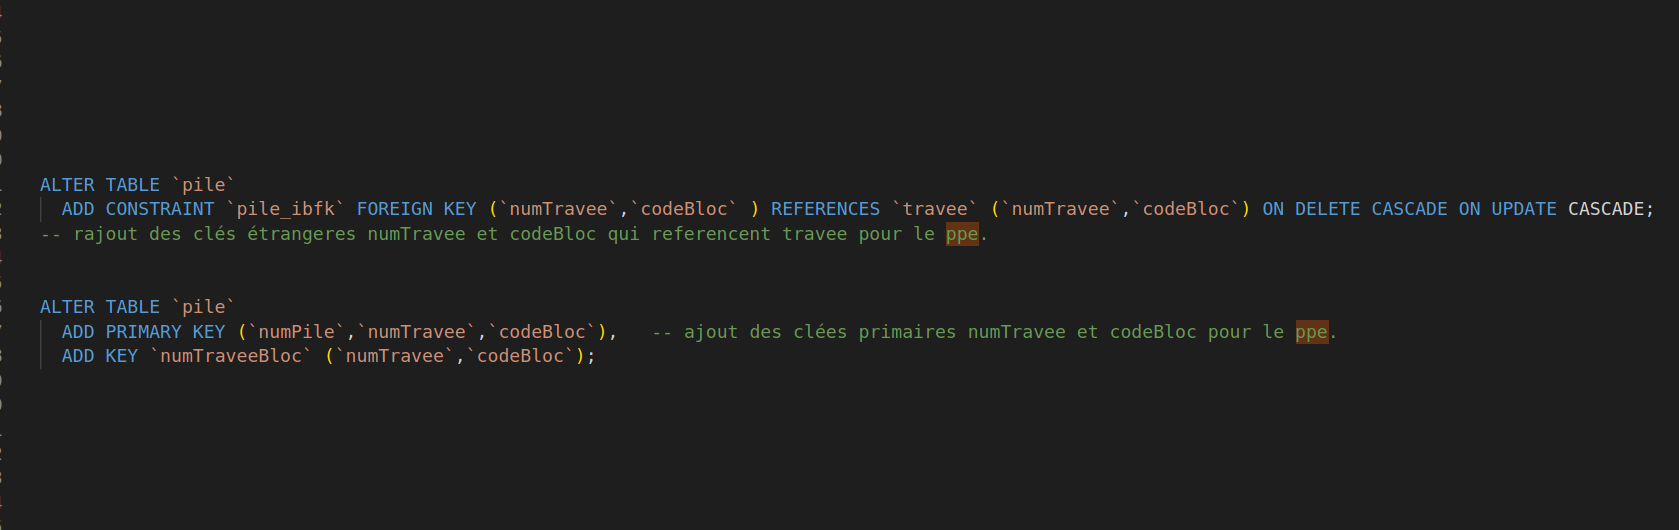 ALTER TABLE `pile`
ADD CONSTRAINT `pile_ibfk` FOREIGN KEY (`numTravee`,`codeBloc` ) REFERENCES `travee` (`numTravee`,`codeBloc`) ON DELETE CASCADE ON UPDATE CASCADE;
-- rajout des clés étrangeres numTravee et codeBloc qui referencent travee pour le ppe.
ALTER TABLE `pile`
ADD PRIMARY KEY (`numPile`,`numTravee`,`codeBloc`),   -- ajout des clées primaires numTravee et codeBloc pour le ppe.
ADD KEY `numTraveeBloc` (`numTravee`,`codeBloc`);